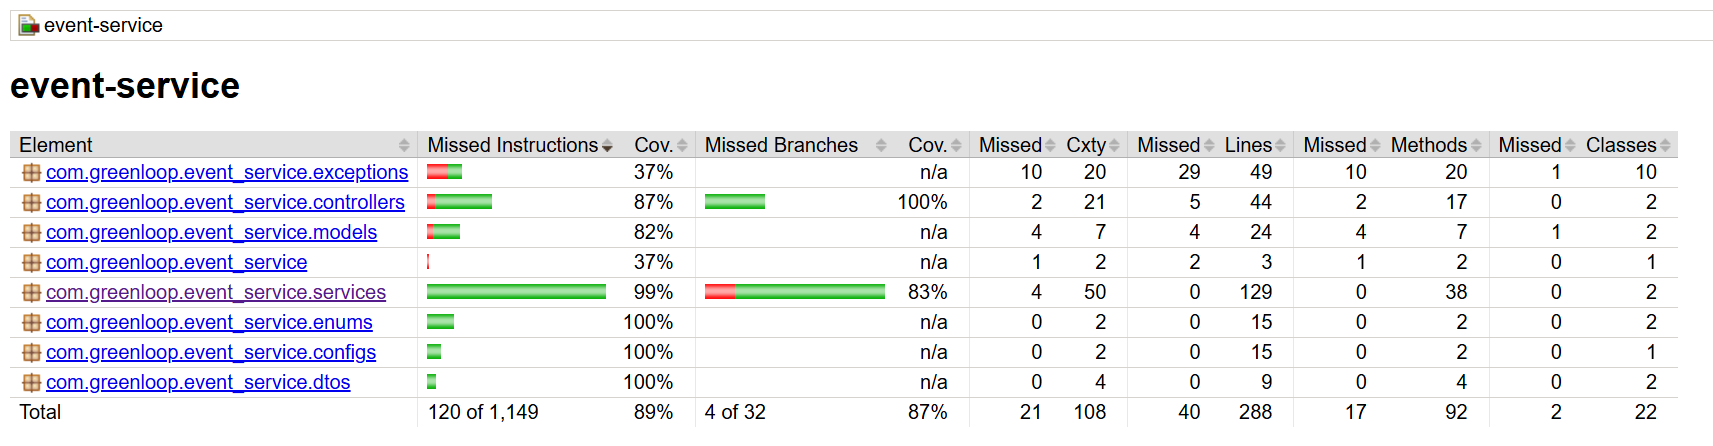 event-service
event-service
Element Missed Instructions Cov. Missed Branches Cov. Missed Cxty Missed Lines Missed Methods Missed Classes
com.greenloop.event_service.exceptions 37% n/a 10 20 29 49 10 20 1 10
com.greenloop.event_service.controllers 87% 100% 2 21 5 44 2 17 0 2
com.greenloop.event_service.models 82% n/a 4 7 4 24 4 7 1 2
com.greenloop.event_service 37% n/a 1 2 2 3 1 2 0 1
com.greenloop.event_service.services 99% 83% 4 50 0 129 0 38 0 2
com.greenloop.event_service.enums 100% n/a 0 2 0 15 0 2 0 2
com.greenloop.event_service.configs 100% n/a 0 2 0 15 0 2 0 1
com.greenloop.event_service.dtos 100% n/a 0 4 0 9 0 4 0 2
Total 120 of 1,149 89% 4 of 32 87% 21 108 40 288 17 92 2 22